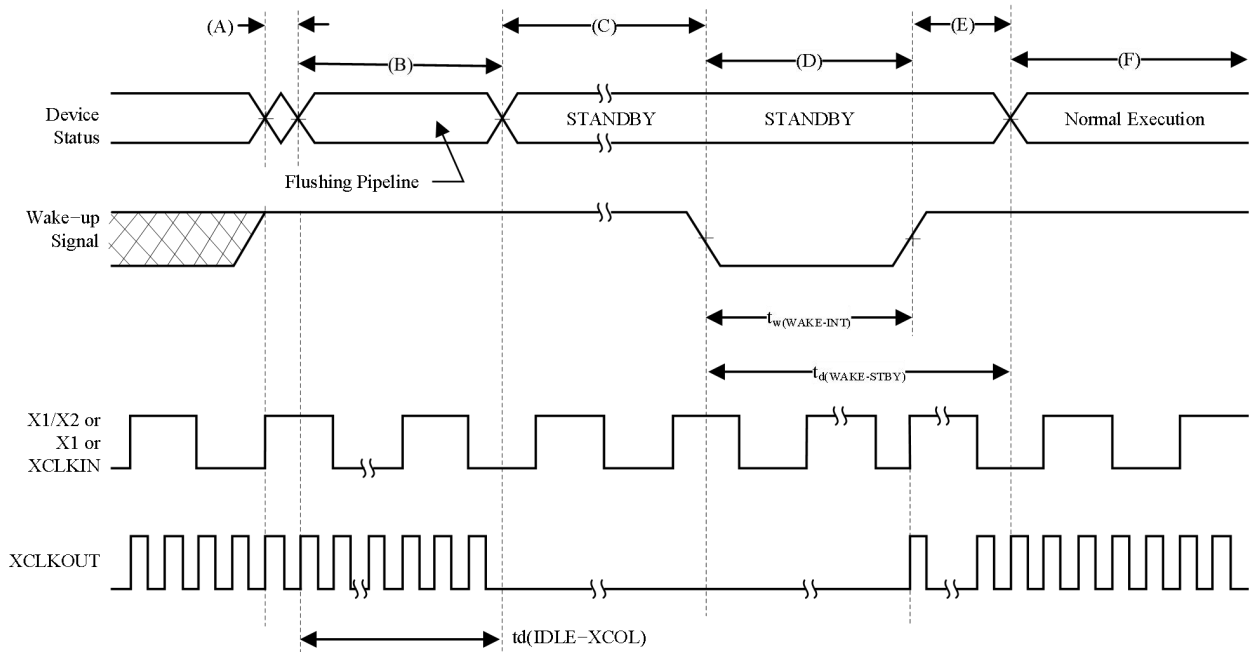 (A)
(C)
(E)
(B)
(D)
(F)
Device
Status
STANDBY
STANDBY
Normal Execution
Flushing Pipeline
Wake−up
Signal
tw(WAKE-INT)
td(WAKE-STBY)
X1/X2 or
X1 or
XCLKIN
XCLKOUT
td(IDLE−XCOL)